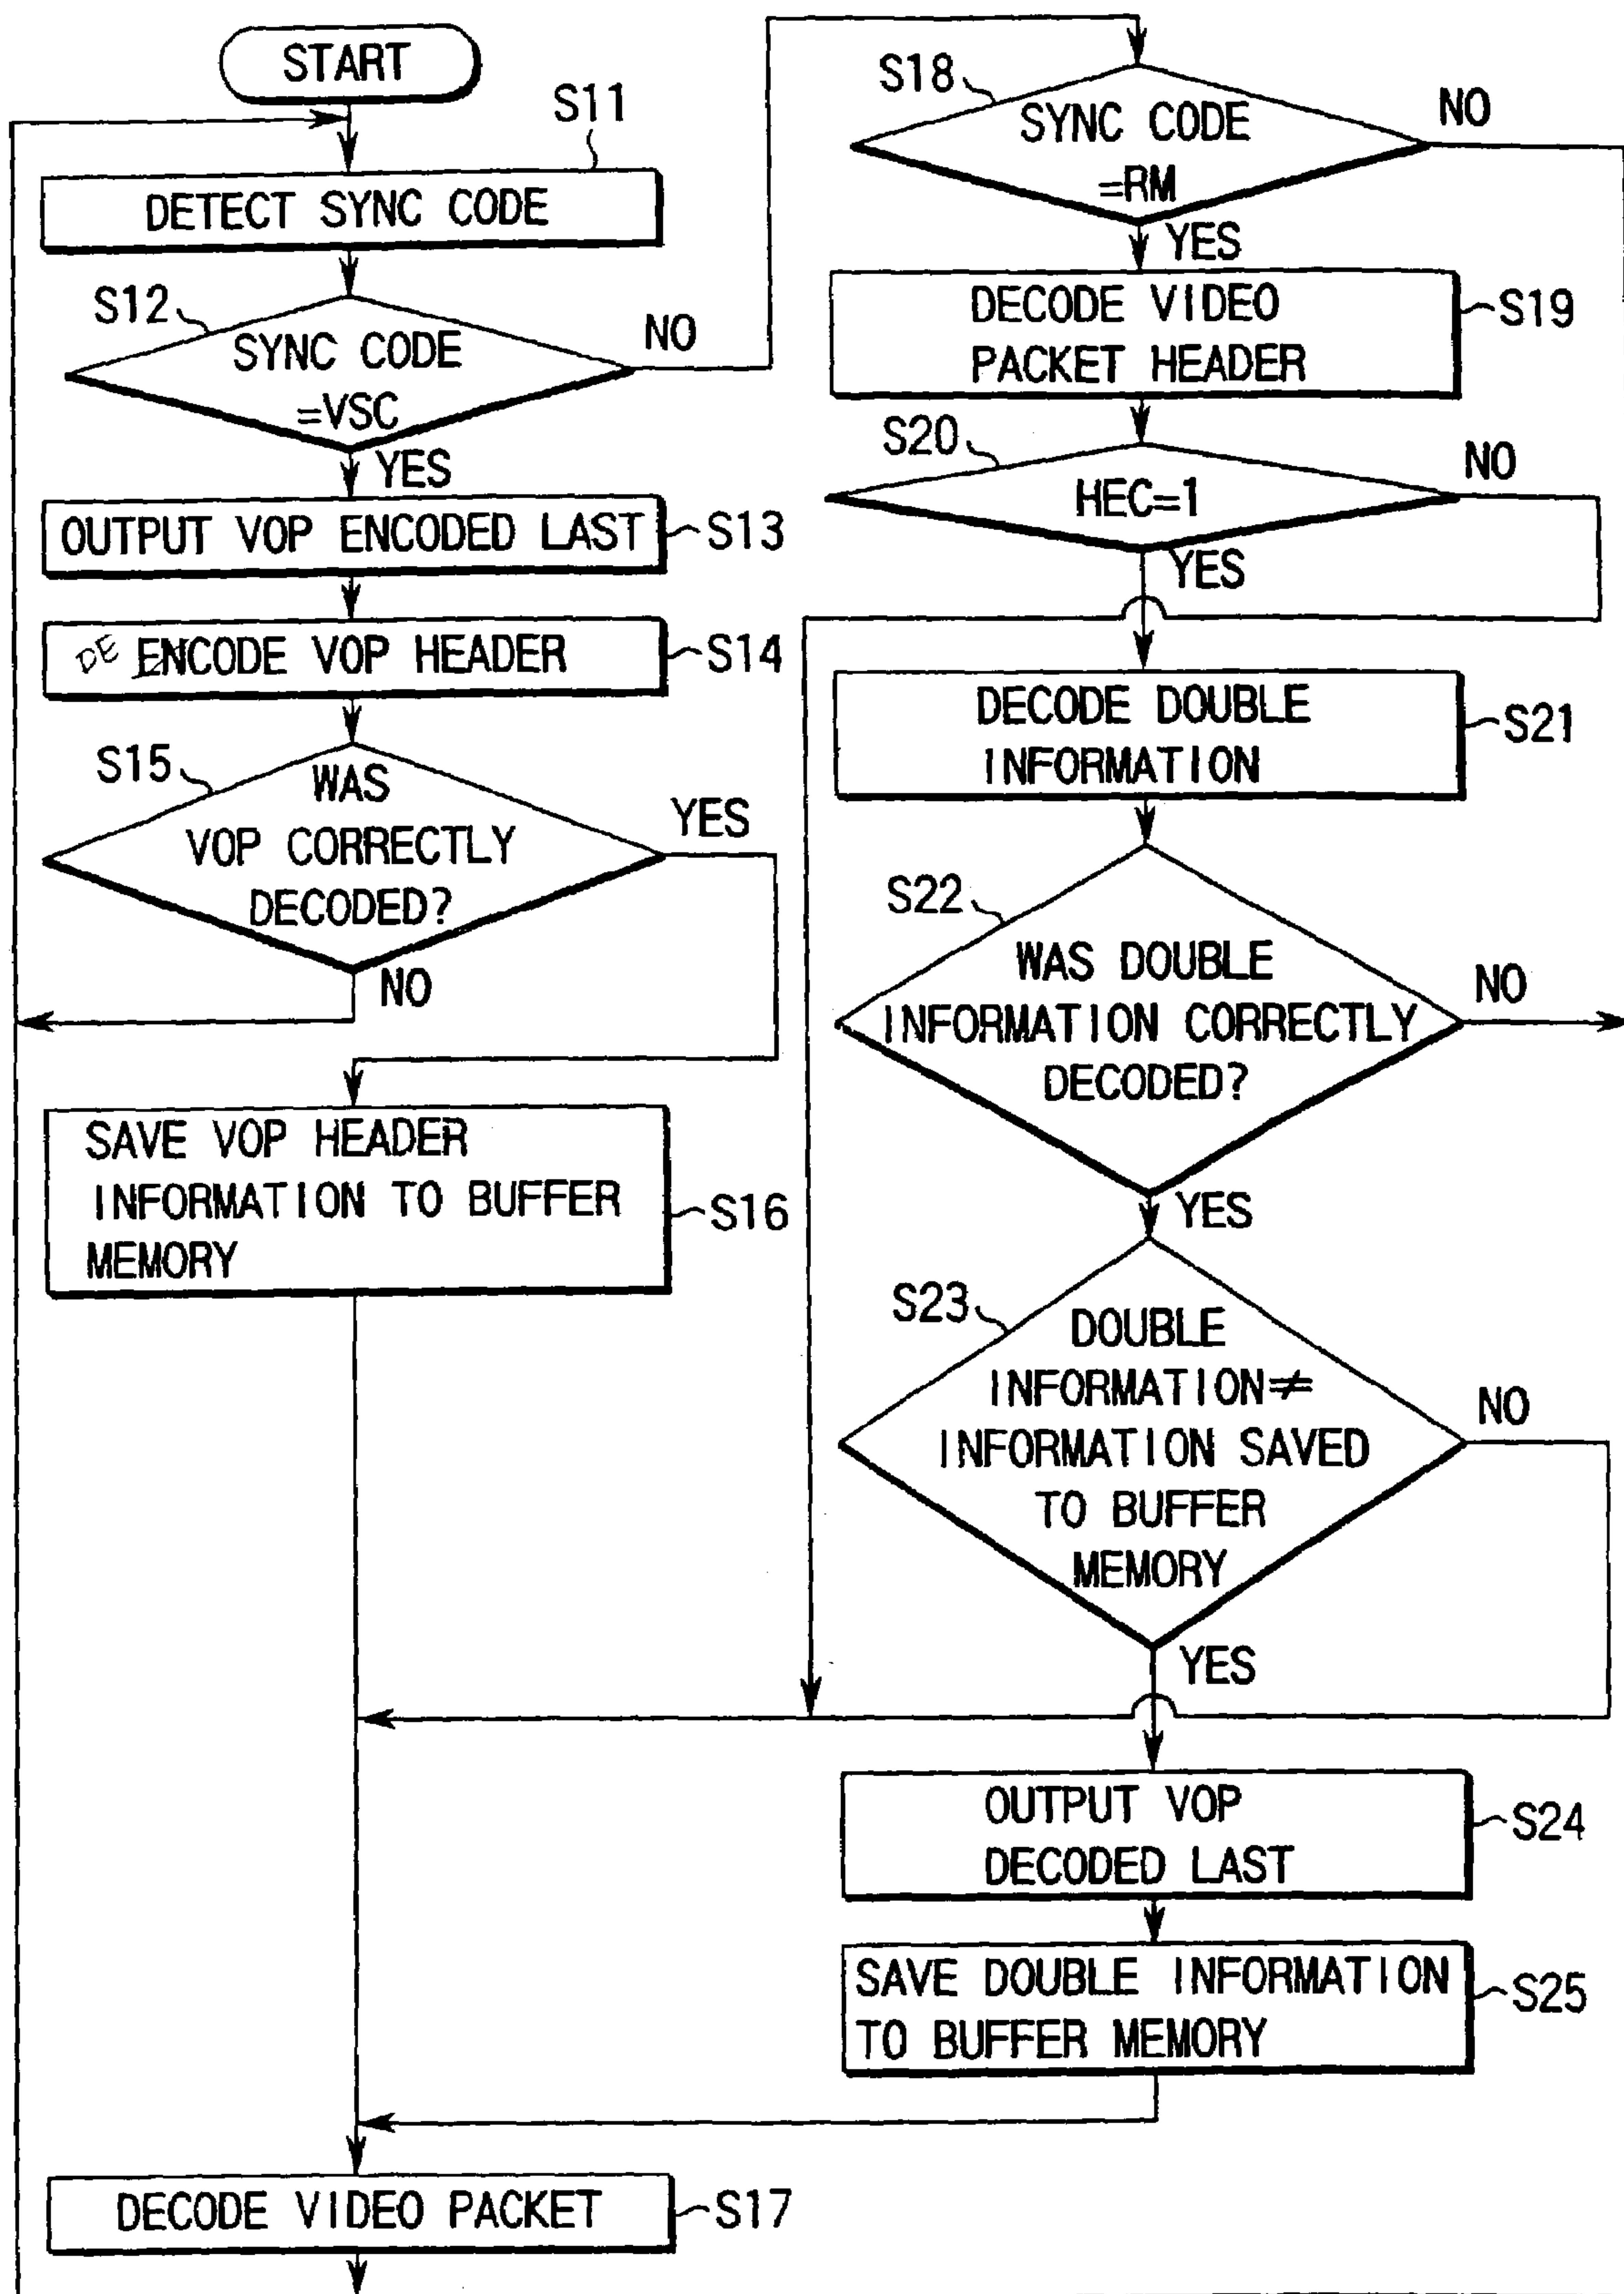 START
S11
DETECT SYNC CODE
S12
SYNC CODE
=VSC
NO
YES
OUTPUT VOP ENCODED LAST
S13
DE ENCODE VOP HEADER
S14
S15
WAS
VOP CORRECTLY
DECODED?
YES
NO
SAVE VOP HEADER
INFORMATION TO BUFFER
MEMORY
S16
DECODE VIDEO PACKET
S17
S18
SYNC CODE
=RM
NO
YES
DECODE VIDEO
PACKET HEADER
S19
S20
HEC=1
NO
YES
DECODE DOUBLE
INFORMATION
S21
S22
WAS DOUBLE
INFORMATION CORRECTLY
DECODED?
NO
YES
S23
DOUBLE
INFORMATION≠
INFORMATION SAVED
TO BUFFER
MEMORY
NO
YES
OUTPUT VOP
DECODED LAST
S24
SAVE DOUBLE INFORMATION
TO BUFFER MEMORY
S25